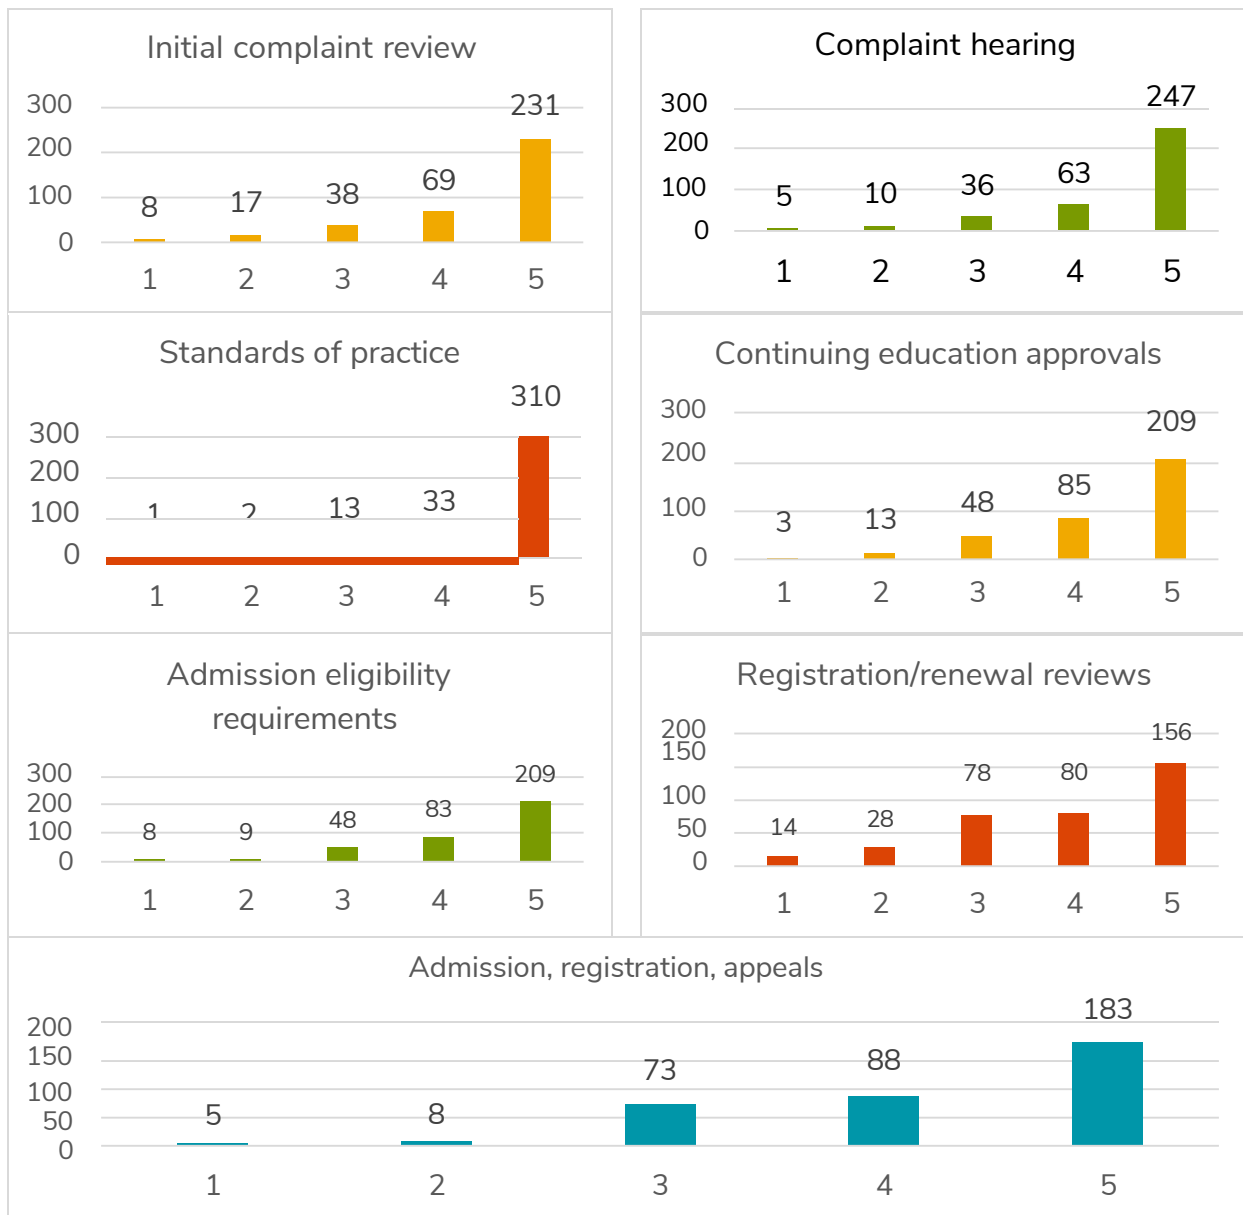 Initial complaint review
300
200
100
0
8 17 38 69 231
1 2 3 4 5
Complaint hearing
300
200
100
0
5 10 36 63 247
1 2 3 4 5
Standards of practice
300
200
100
0
1 2 13 33 310
1 2 3 4 5
Continuing education approvals
300
200
100
0
3 13 48 85 209
1 2 3 4 5
Admission eligibility
requirements
300
200
100
0
8 9 48 83 209
1 2 3 4 5
Registration/renewal reviews
200
150
100
50
0
14 28 78 80 156
1 2 3 4 5
Admission, registration, appeals
200
150
100
50
0
5 8 73 88 183
1 2 3 4 5